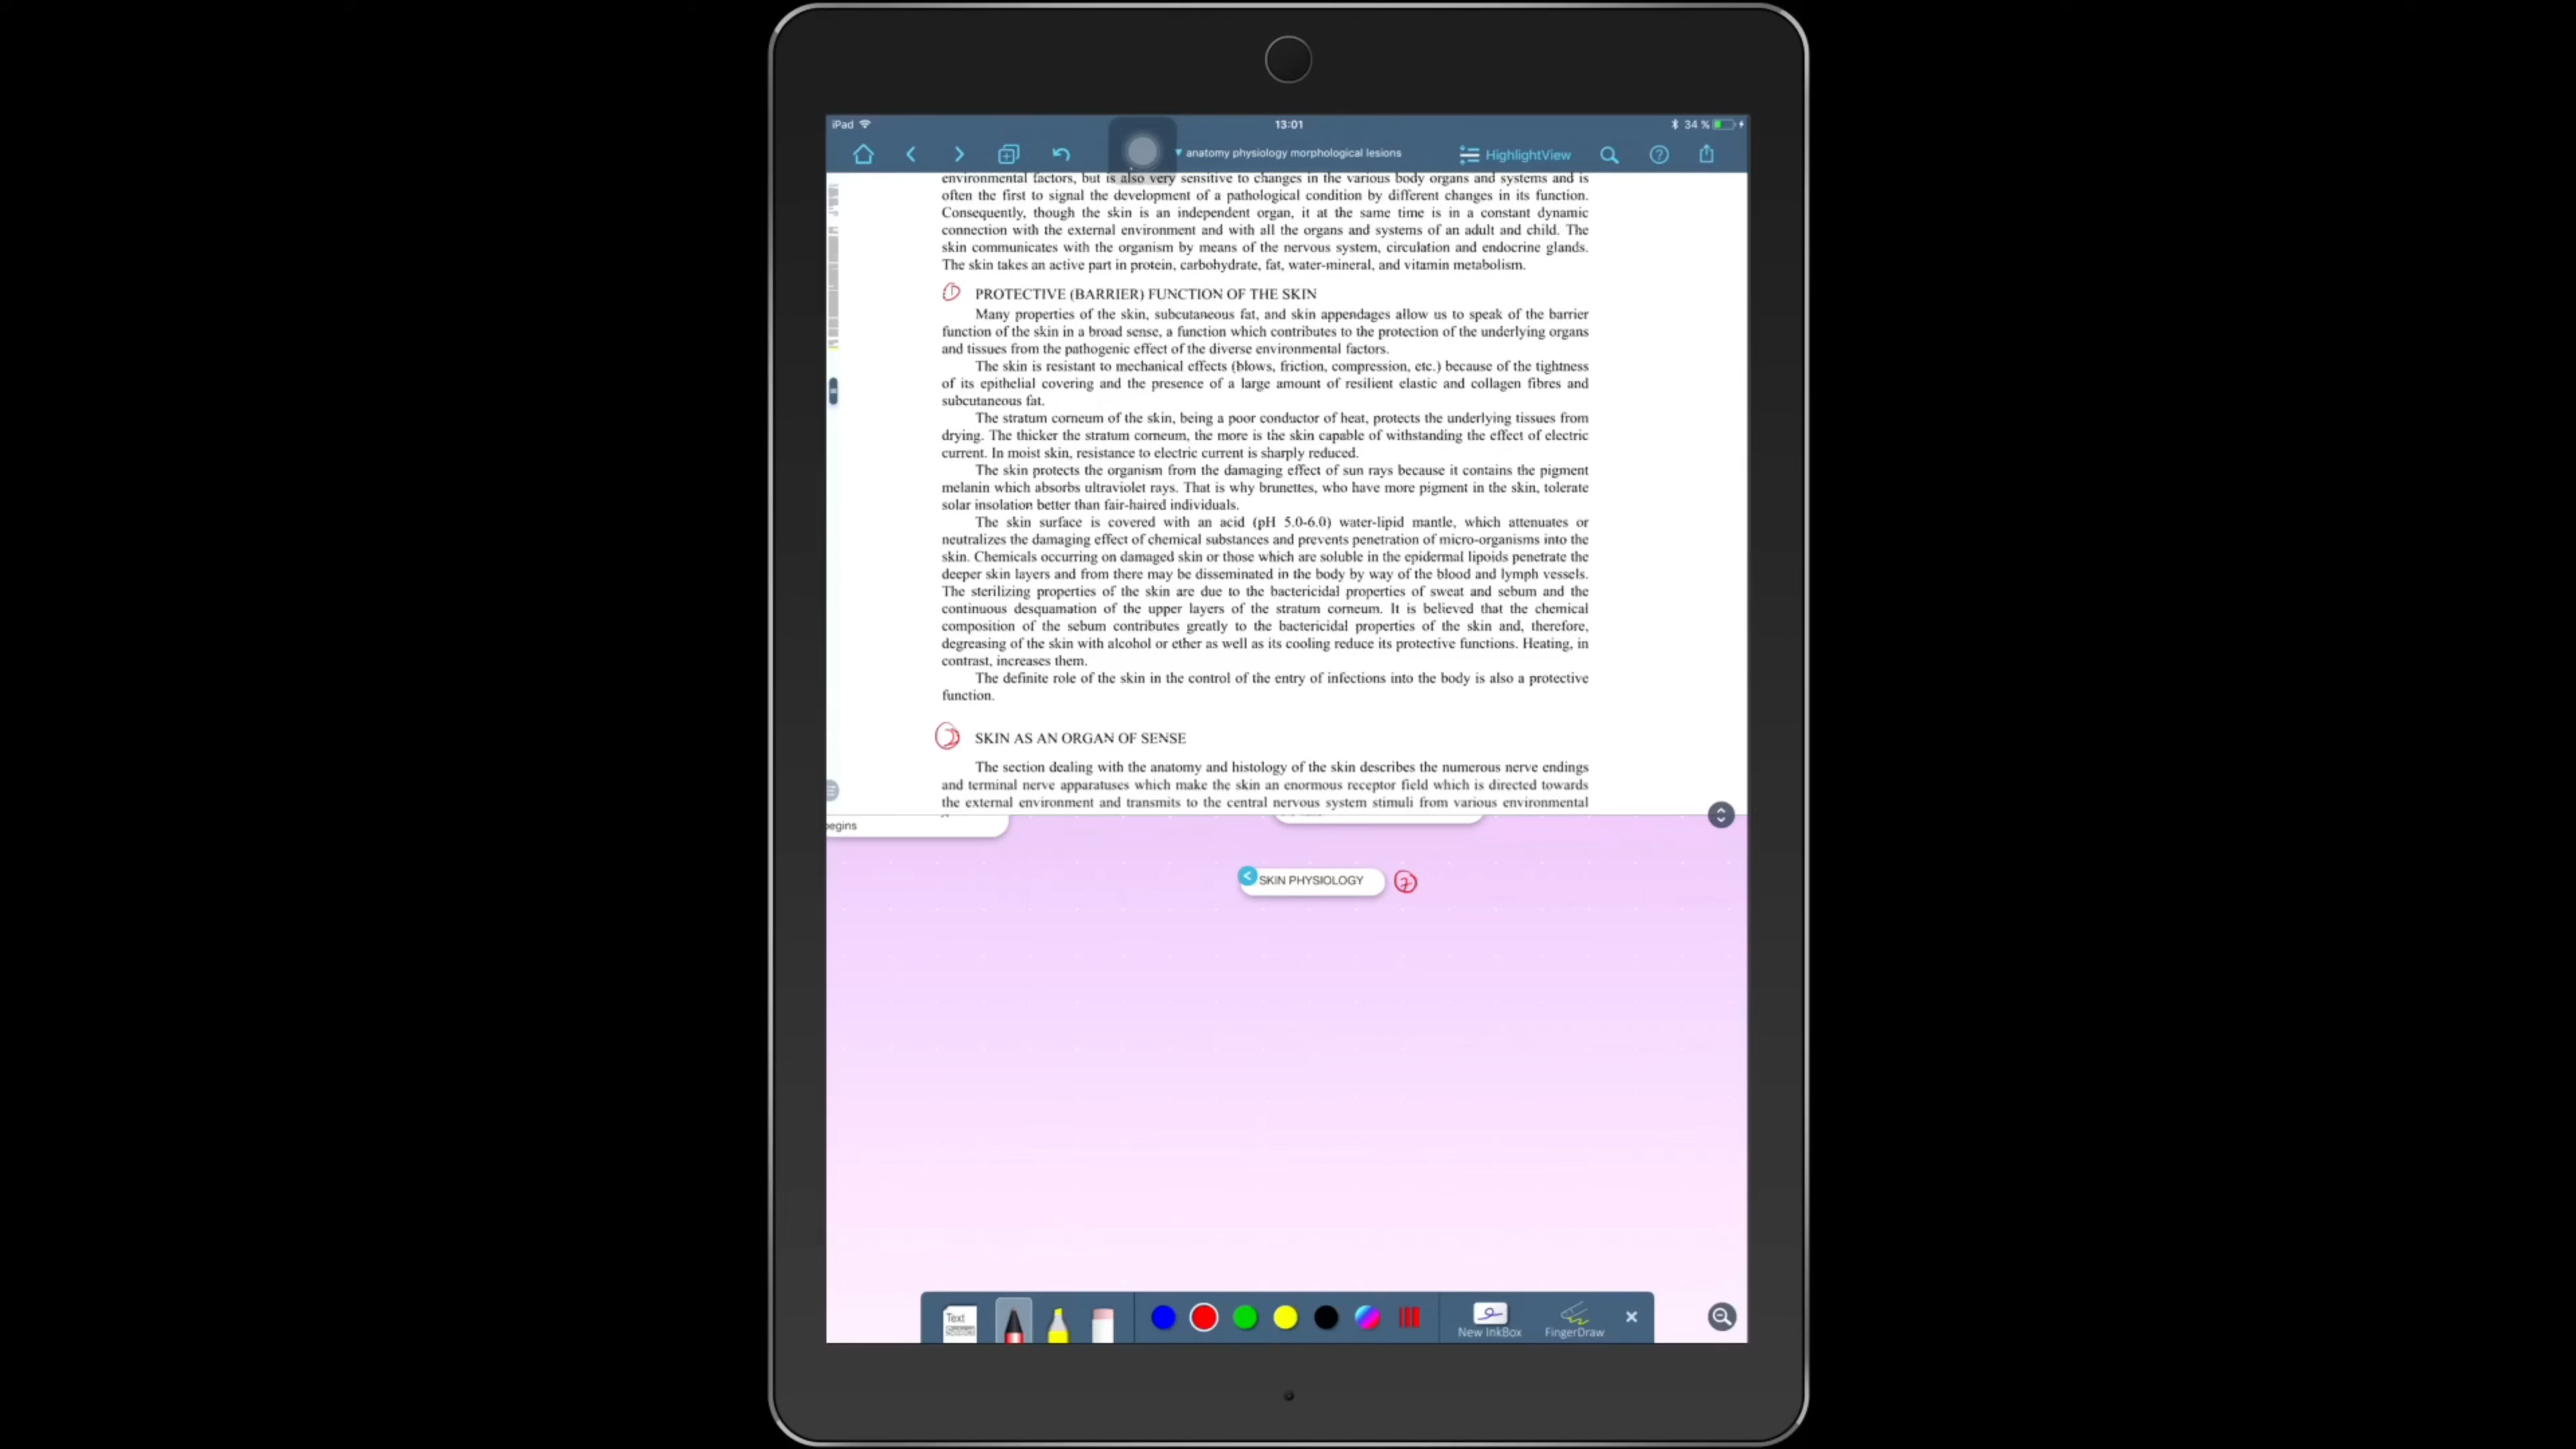 iPad
13:01
34 %
anatomy physiology morphological lesions
HighlightView
environmental factors, but is also very sensitive to changes in the various body organs and systems and is
often the first to signal the development of a pathological condition by different changes in its function.
Consequently, though the skin is an independent organ, it at the same time is in a constant dynamic
connection with the external environment and with all the organs and systems of an adult and child. The
skin communicates with the organism by means of the nervous system, circulation and endocrine glands.
The skin takes an active part in protein, carbohydrate, fat, water-mineral, and vitamin metabolism.
1 PROTECTIVE (BARRIER) FUNCTION OF THE SKIN
Many properties of the skin, subcutaneous fat, and skin appendages allow us to speak of the barrier
function of the skin in a broad sense, a function which contributes to the protection of the underlying organs
and tissues from the pathogenic effect of the diverse environmental factors.
The skin is resistant to mechanical effects (blows, friction, compression, etc.) because of the tightness
of its epithelial covering and the presence of a large amount of resilient elastic and collagen fibres and
subcutaneous fat.
The stratum corneum of the skin, being a poor conductor of heat, protects the underlying tissues from
drying. The thicker the stratum corneum, the more is the skin capable of withstanding the effect of electric
current. In moist skin, resistance to electric current is sharply reduced.
The skin protects the organism from the damaging effect of sun rays because it contains the pigment
melanin which absorbs ultraviolet rays. That is why brunettes, who have more pigment in the skin, tolerate
solar insolation better than fair-haired individuals.
The skin surface is covered with an acid (pH 5.0-6.0) water-lipid mantle, which attenuates or
neutralizes the damaging effect of chemical substances and prevents penetration of micro-organisms into the
skin. Chemicals occurring on damaged skin or those which are soluble in the epidermal lipoids penetrate the
deeper skin layers and from there may be disseminated in the body by way of the blood and lymph vessels.
The sterilizing properties of the skin are due to the bactericidal properties of sweat and sebum and the
continuous desquamation of the upper layers of the stratum corneum. It is believed that the chemical
composition of the sebum contributes greatly to the bactericidal properties of the skin and, therefore,
degreasing of the skin with alcohol or ether as well as its cooling reduce its protective functions. Heating, in
contrast, increases them.
The definite role of the skin in the control of the entry of infections into the body is also a protective
function.
2 SKIN AS AN ORGAN OF SENSE
The section dealing with the anatomy and histology of the skin describes the numerous nerve endings
and terminal nerve apparatuses which make the skin an enormous receptor field which is directed towards
the external environment and transmits to the central nervous system stimuli from various environmental
begins
SKIN PHYSIOLOGY
Text
New InkBox
FingerDraw